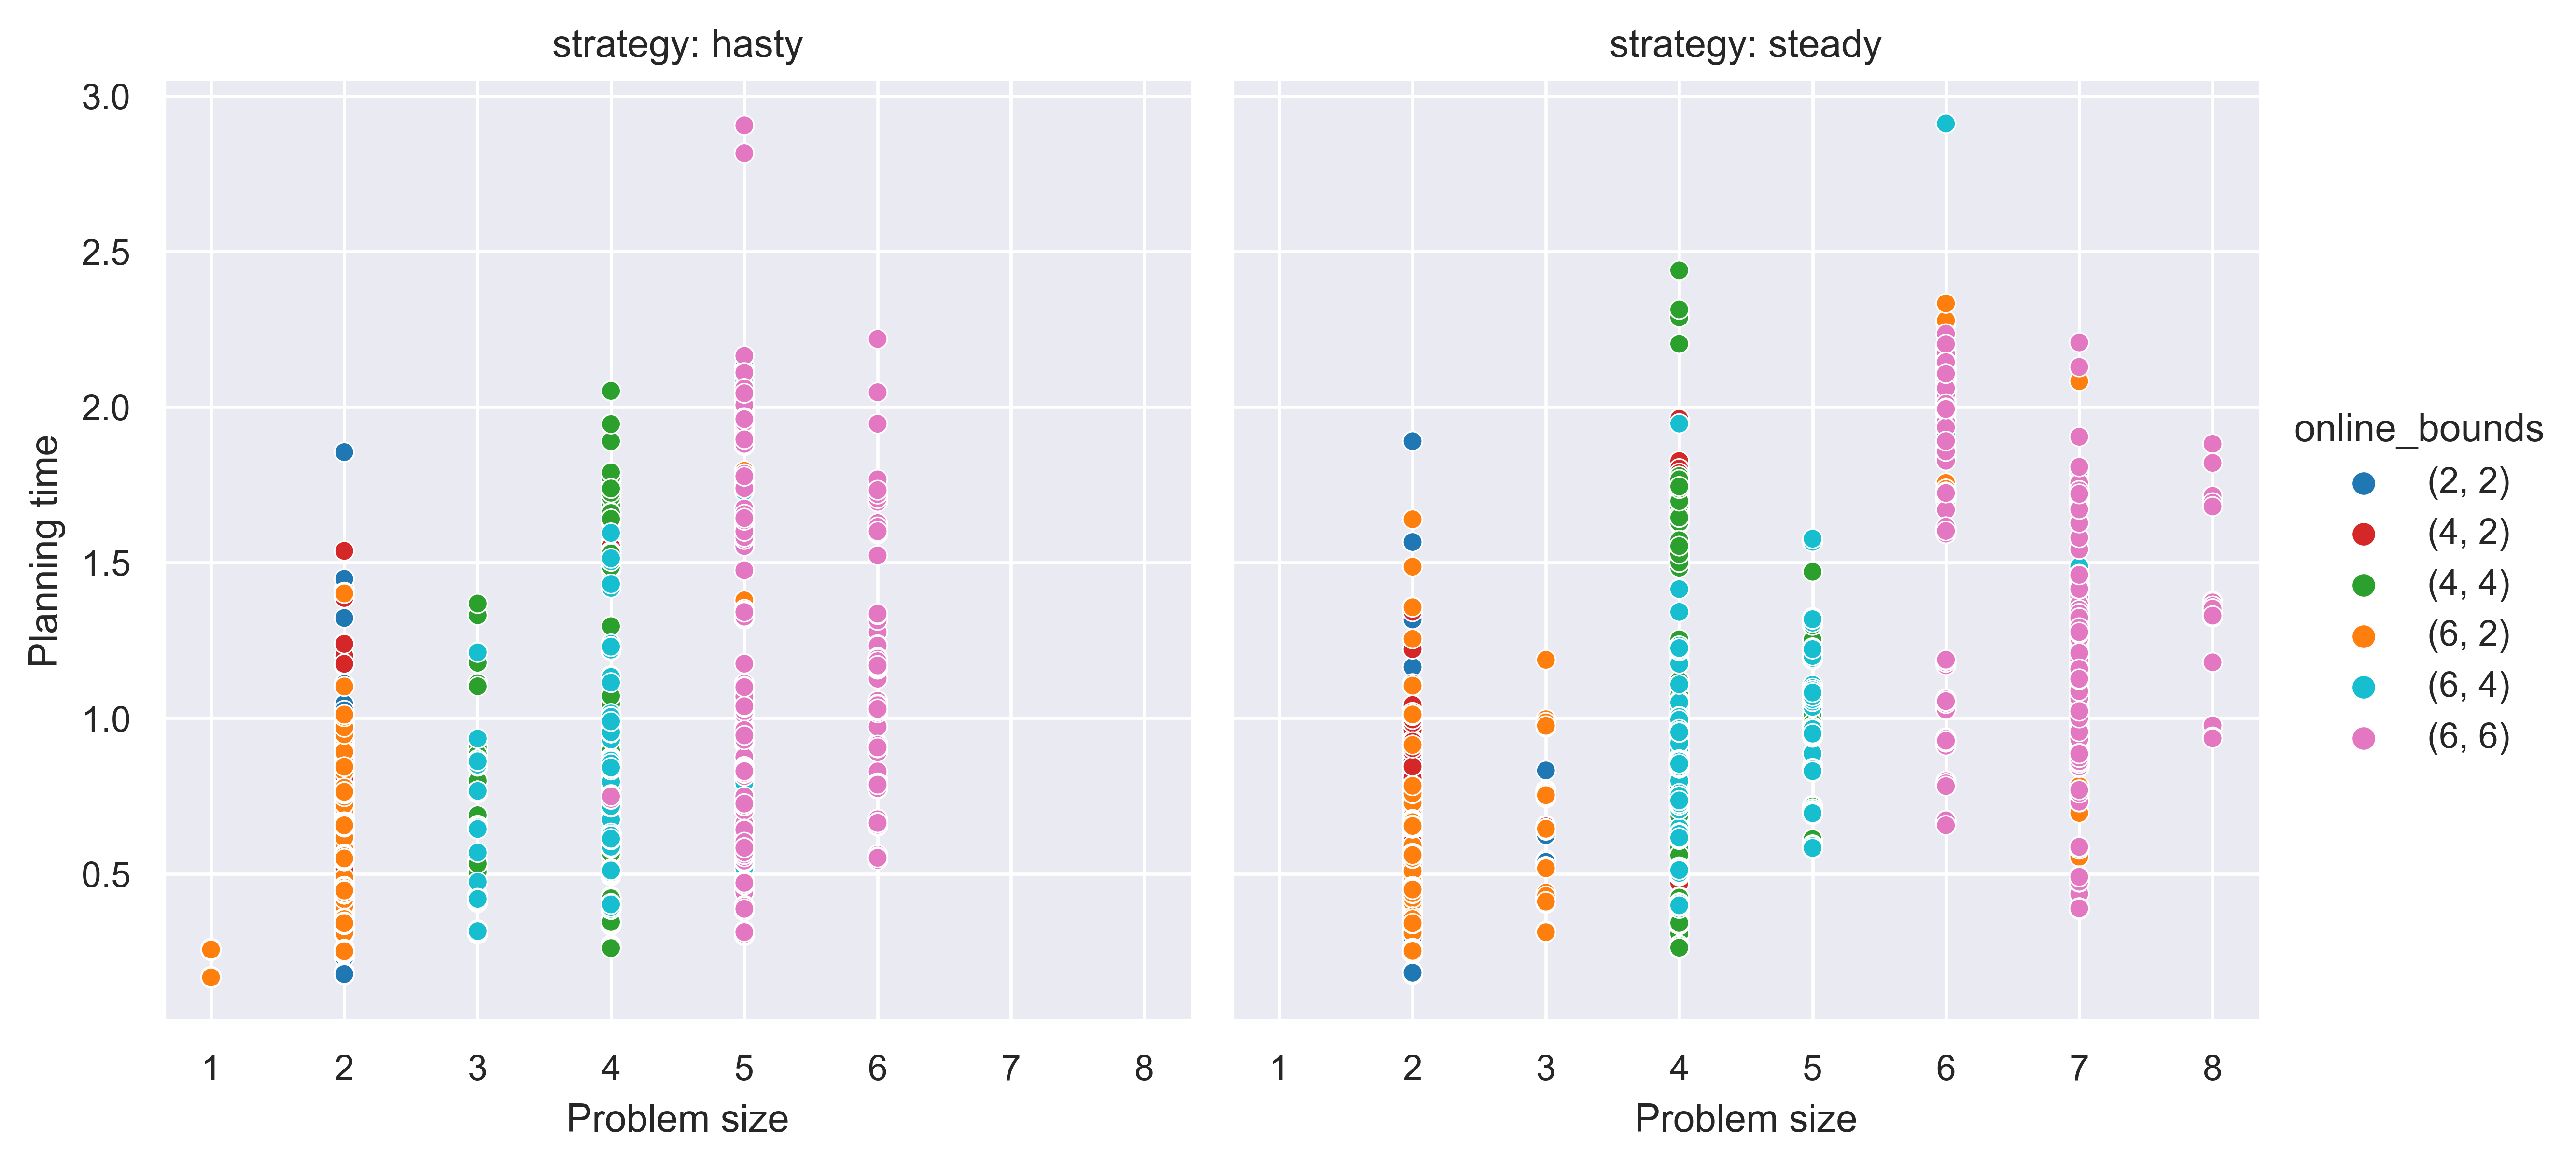 strategy: hasty
strategy: steady
Planning time
3.0
2.5
2.0
1.5
1.0
0.5
1 2 3 4 5 6 7 8
1 2 3 4 5 6 7 8
Problem size
Problem size
online_bounds
(2, 2)
(4, 2)
(4, 4)
(6, 2)
(6, 4)
(6, 6)